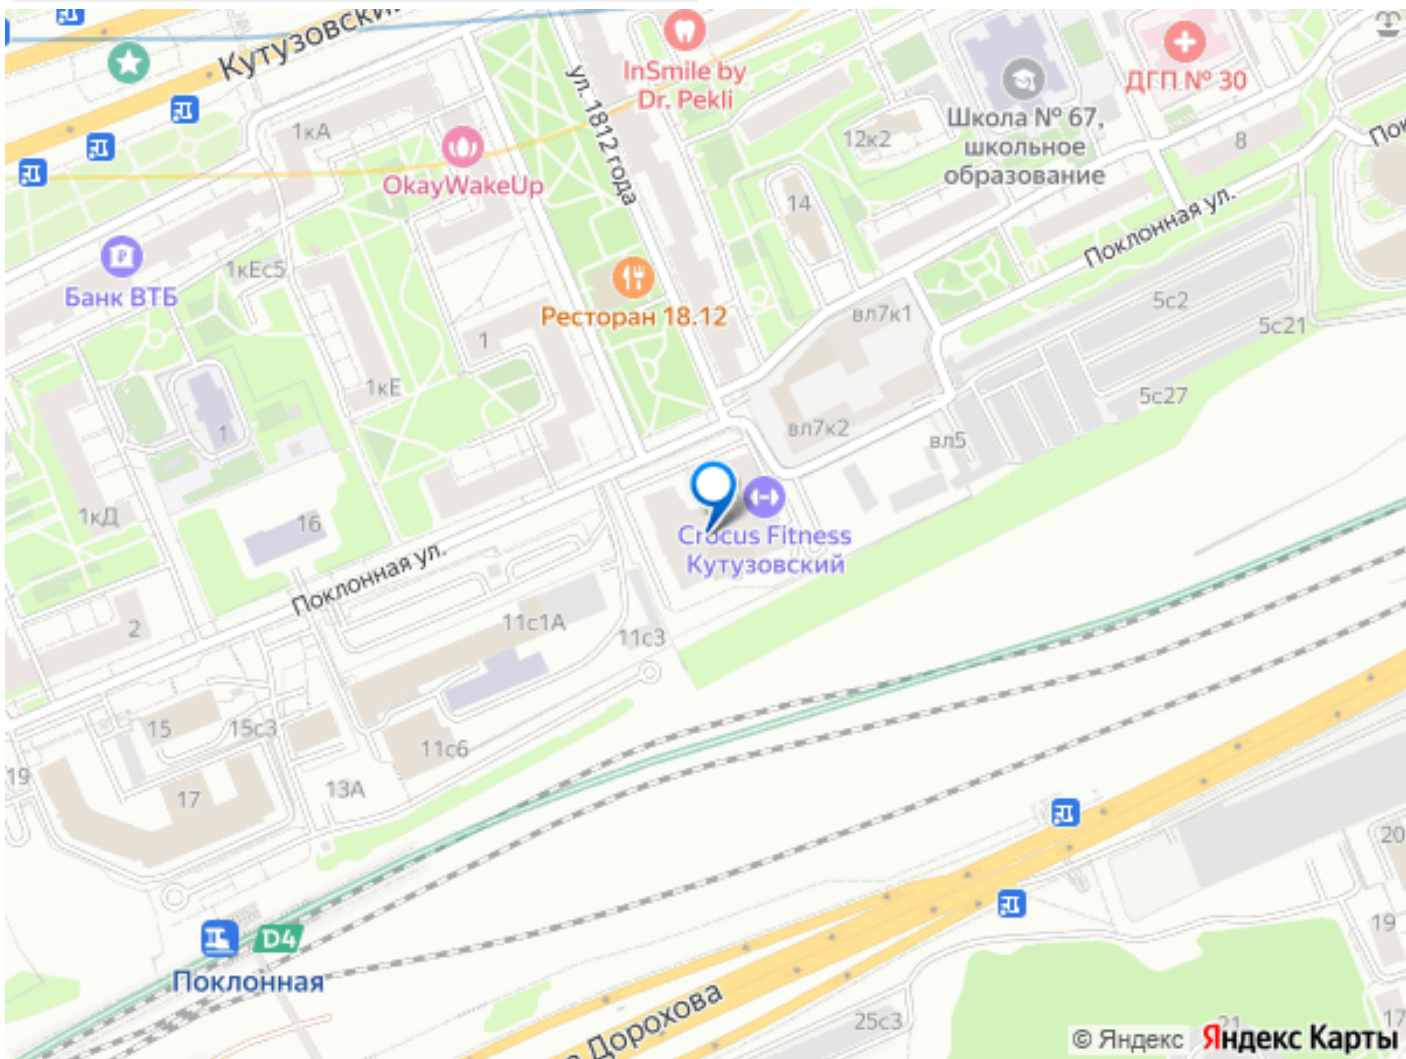 Кутузовский
InSmile by
Dr. Pekli
ДГП № 30
Школа № 67,
школьное
образование
1кА
ул. 1812 года
12к2
8
Пок
OkayWakeUp
14
Поклонная ул.
Банк ВТБ
1кЕс5
Ресторан 18.12
вл7к1
5с2
5с21
1
1кЕ
5с27
1
вл7к2
вл5
1кД
16
Crocus Fitness
Кутузовский
Поклонная ул.
2
11с1А
11с3
15
15с3
11с6
19
17
13А
20
D4
Поклонная
19
Дорохова
25с3
21
17
© Яндекс
Яндекс Карты